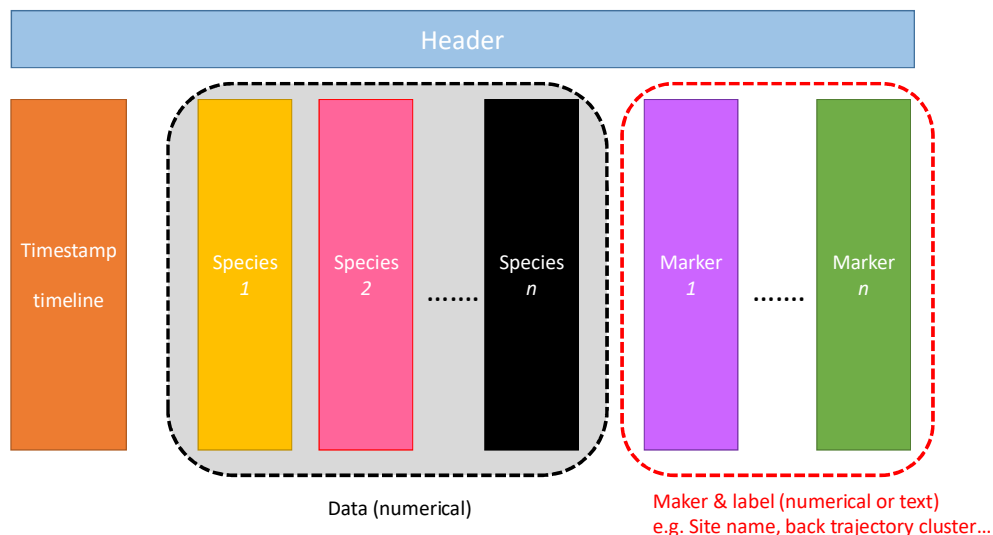 Header
Timestamp
timeline
Species
1
Species
2
.......
Species
n
Marker
1
.......
Marker
n
Data (numerical)
Maker & label (numerical or text)
e.g. Site name, back trajectory cluster...